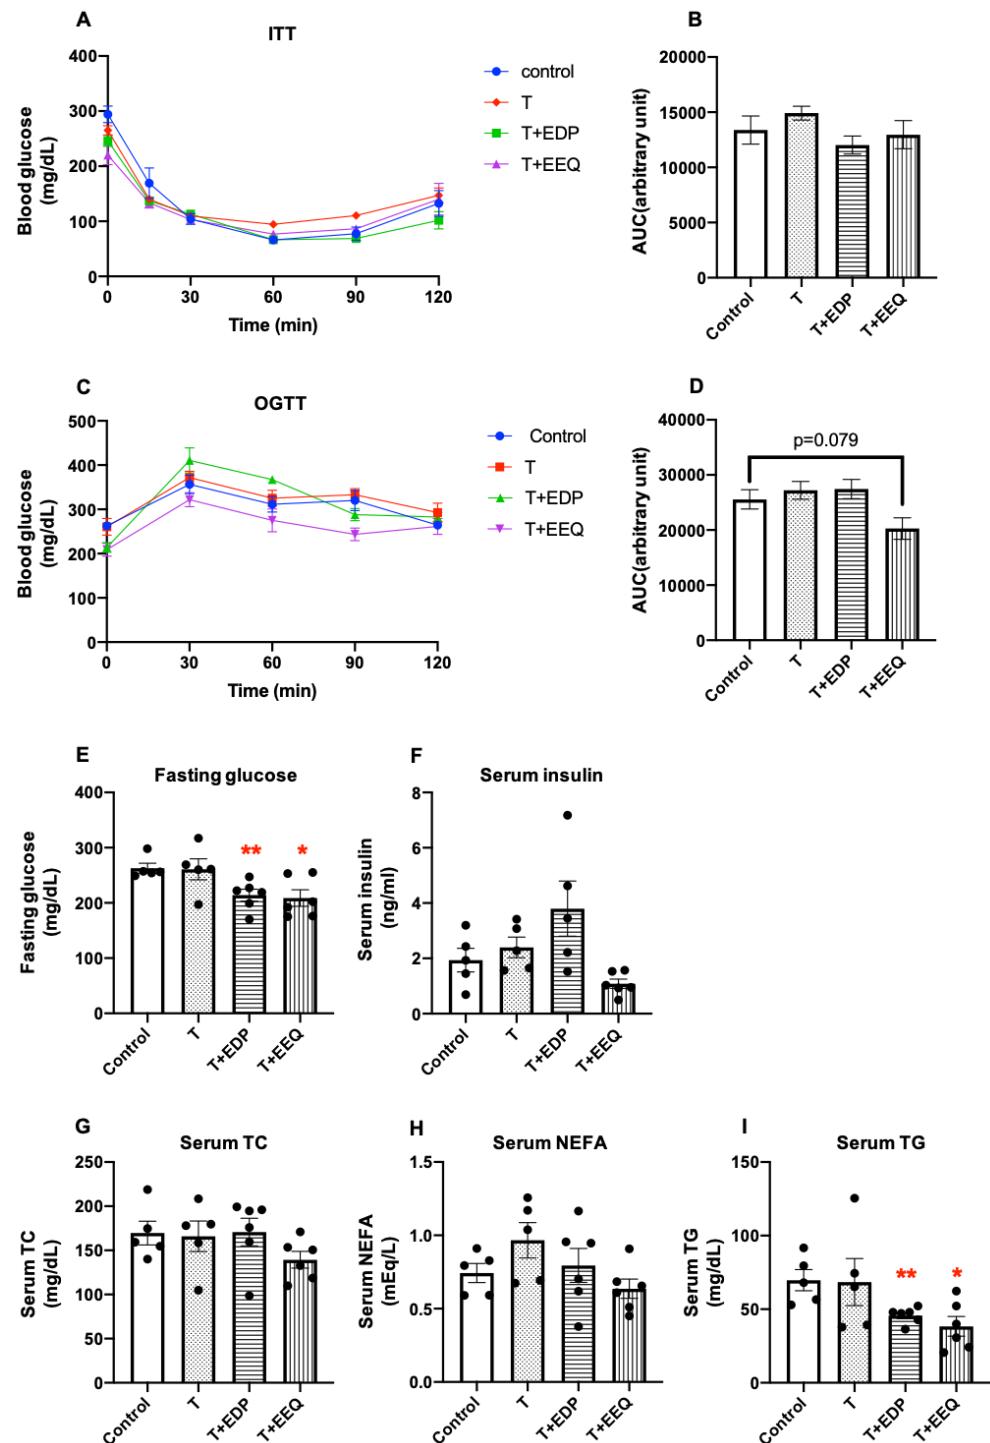 A
ITT
Blood glucose
(mg/dL)
400
300
200
100
0
0 30 60 90 120
Time (min)
control
T
T+EDP
T+EEQ
B
AUC(arbitrary unit)
20000
15000
10000
5000
0
Control T T+EDP T+EEQ
C
OGTT
Blood glucose
(mg/dL)
500
400
300
200
100
0
0 30 60 90 120
Time (min)
Control
T
T+EDP
T+EEQ
D
AUC(arbitrary unit)
40000
30000
20000
10000
0
p=0.079
Control T T+EDP T+EEQ
E
Fasting glucose
Fasting glucose
(mg/dL)
400
300
200
100
0
** *
Control T T+EDP T+EEQ
F
Serum insulin
Serum insulin
(ng/ml)
8
6
4
2
0
Control T T+EDP T+EEQ
G
Serum TC
Serum TC
(mg/dL)
250
200
150
100
50
0
Control T T+EDP T+EEQ
H
Serum NEFA
Serum NEFA
(mEq/L)
1.5
1.0
0.5
0.0
Control T T+EDP T+EEQ
I
Serum TG
Serum TG
(mg/dL)
150
100
50
0
** *
Control T T+EDP T+EEQ